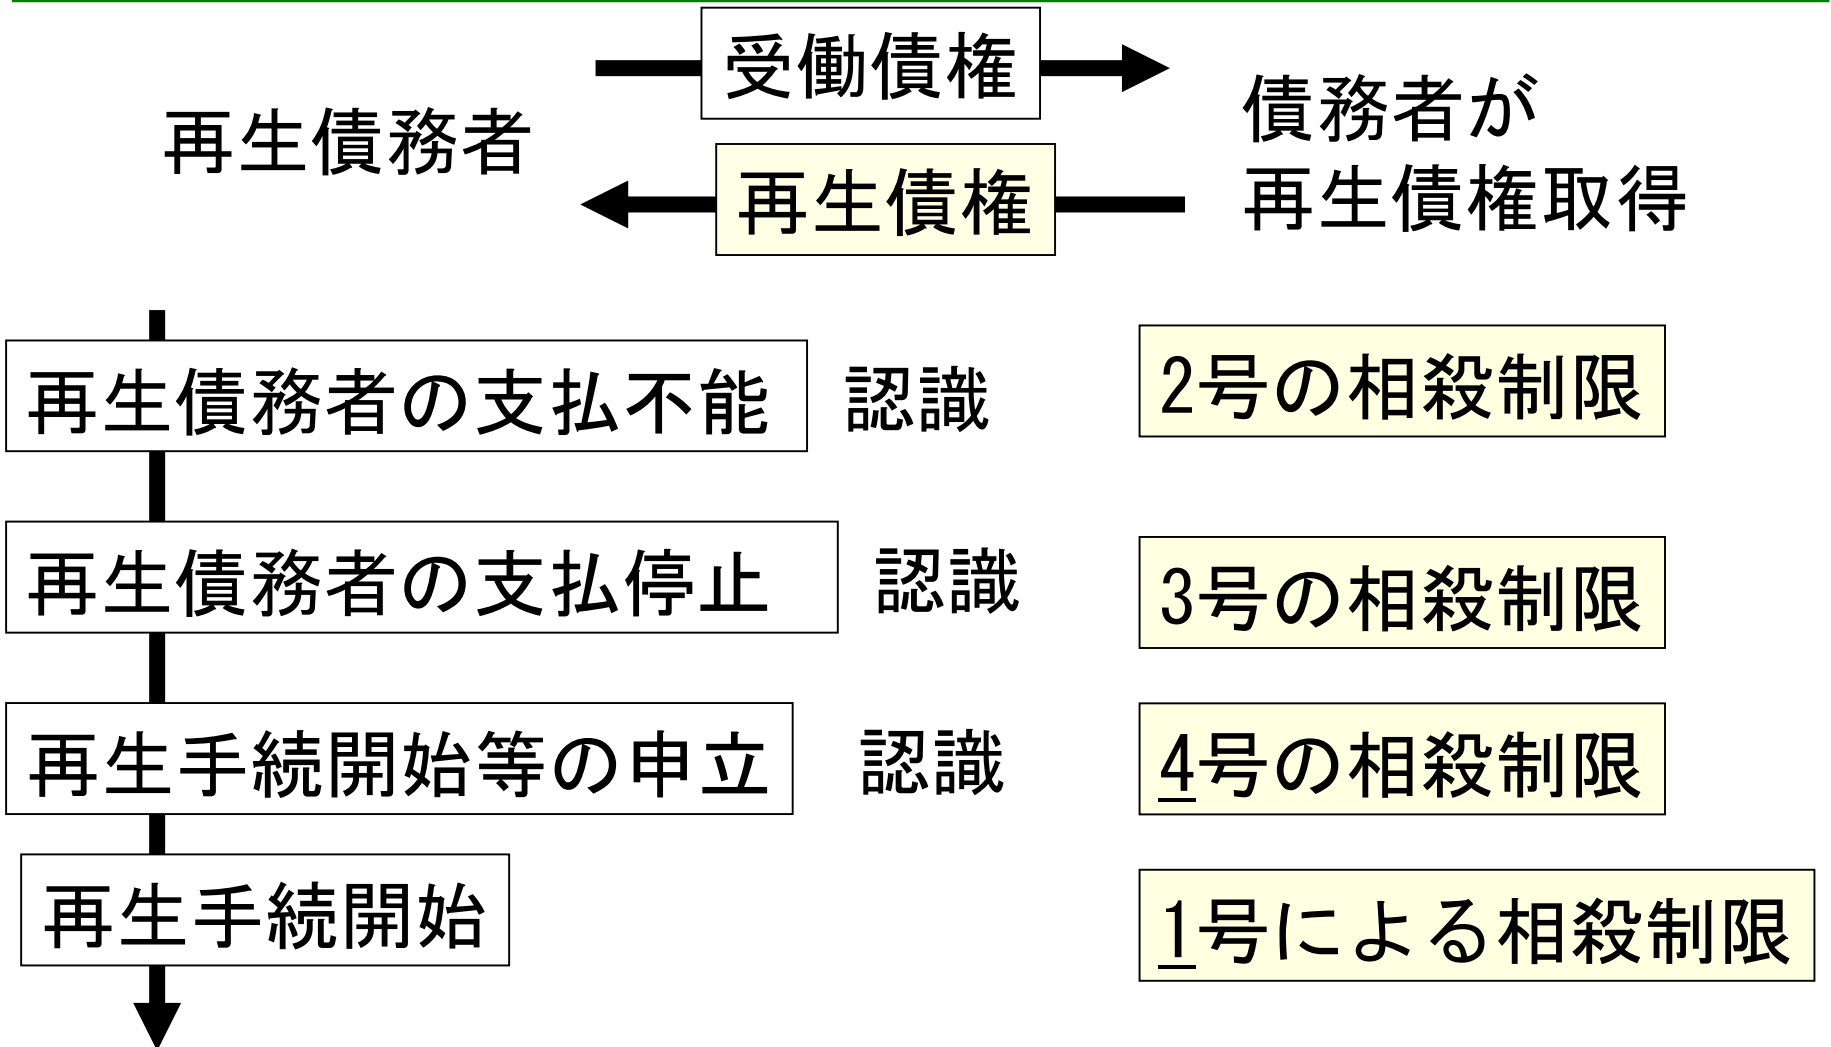 受働債権
再生債務者
債務者が
再生債権取得
再生債権
再生債務者の支払不能 認識 2号の相殺制限
再生債務者の支払停止 認識 3号の相殺制限
再生手続開始等の申立 認識 4号の相殺制限
再生手続開始 1号による相殺制限